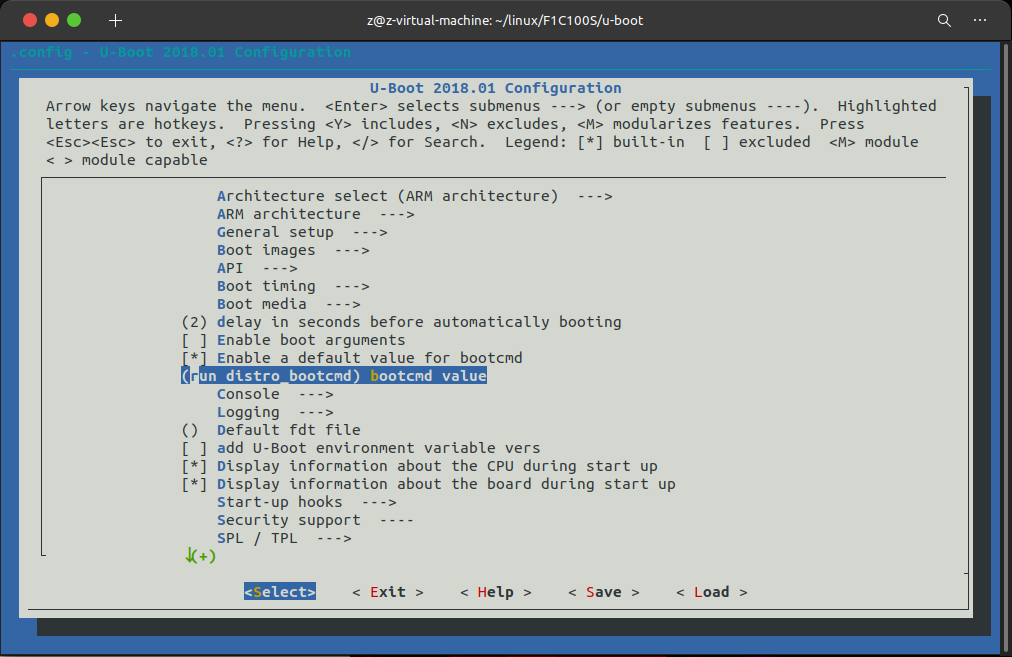 z@z-virtual-machine: ~/linux/F1C100S/u-boot
.config - U-Boot 2018.01 Configuration
U-Boot 2018.01 Configuration
Arrow keys navigate the menu.  <Enter> selects submenus ---> (or empty submenus ----).  Highlighted
letters are hotkeys.  Pressing <Y> includes, <N> excludes, <M> modularizes features.  Press
<Esc><Esc> to exit, <?> for Help, </> for Search.  Legend: [*] built-in  [ ] excluded  <M> module
< > module capable
Architecture select (ARM architecture)  --->
ARM architecture  --->
General setup  --->
Boot images  --->
API  --->
Boot timing  --->
Boot media  --->
(2) delay in seconds before automatically booting
[ ] Enable boot arguments
[*] Enable a default value for bootcmd
(run distro_bootcmd) bootcmd value
Console  --->
Logging  --->
() Default fdt file
[ ] add U-Boot environment variable vers
[*] Display information about the CPU during start up
[*] Display information about the board during start up
Start-up hooks  --->
Security support  ----
SPL / TPL  --->
↓(+)
<Select>    < Exit >    < Help >    < Save >    < Load >